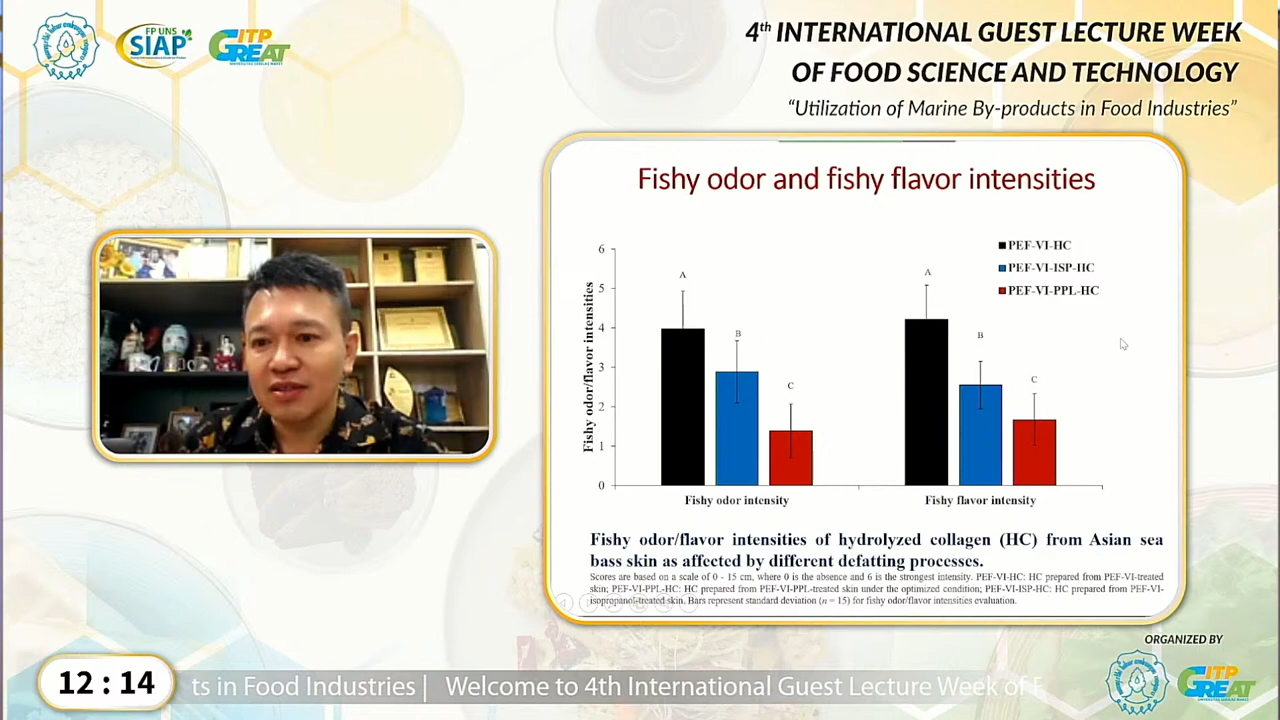 FP UNS
SIAP
ITP
GREAT
4th INTERNATIONAL GUEST LECTURE WEEK
OF FOOD SCIENCE AND TECHNOLOGY
“Utilization of Marine By-products in Food Industries”
Fishy odor and fishy flavor intensities
Fishy odor/flavor intensities
6
5
4
3
2
1
0
A
B
C
A
B
C
PEF-VI-HC
PEF-VI-ISP-HC
PEF-VI-PPL-HC
Fishy odor intensity
Fishy flavor intensity
Fishy odor/flavor intensities of hydrolyzed collagen (HC) from Asian sea
bass skin as affected by different defatting processes.
Scores are based on a scale of 0 - 15 cm, where 0 is the absence and 6 is the strongest intensity. PEF-VI-HC: HC prepared from PEF-VI-treated
skin; PEF-VI-PPL-HC: HC prepared from PEF-VI-PPL-treated skin under the optimized condition; PEF-VI-ISP-HC: HC prepared from PEF-VI-
isopropanol-treated skin. Bars represent standard deviation (n = 15) for fishy odor/flavor intensities evaluation.
ORGANIZED BY
ITP
GREAT
12 : 14
ts in Food Industries | Welcome to 4th International Guest Lecture Week of F